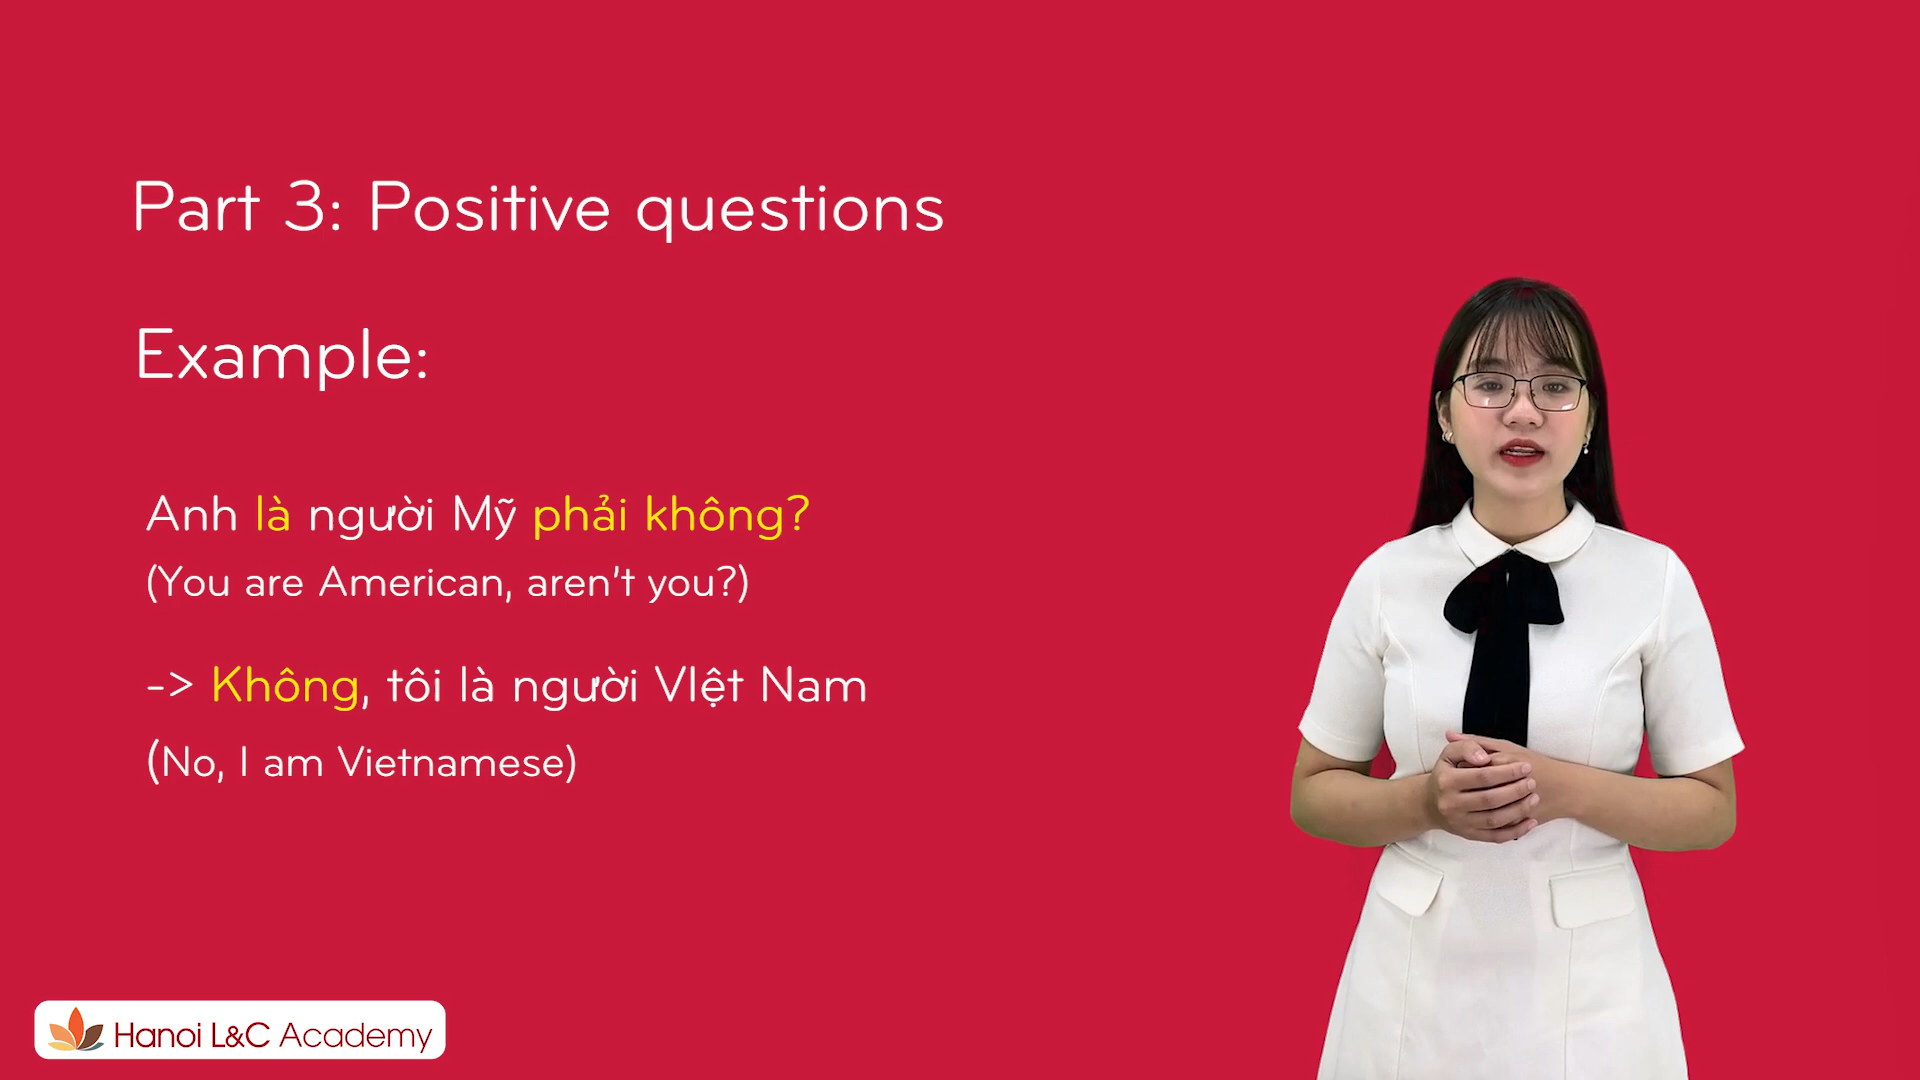 Part 3: Positive questions
Example:
Anh là người Mỹ phải không?
(You are American, aren't you?)
-> Không, tôi là người VIệt Nam
(No, I am Vietnamese)
Hanoi L&C Academy